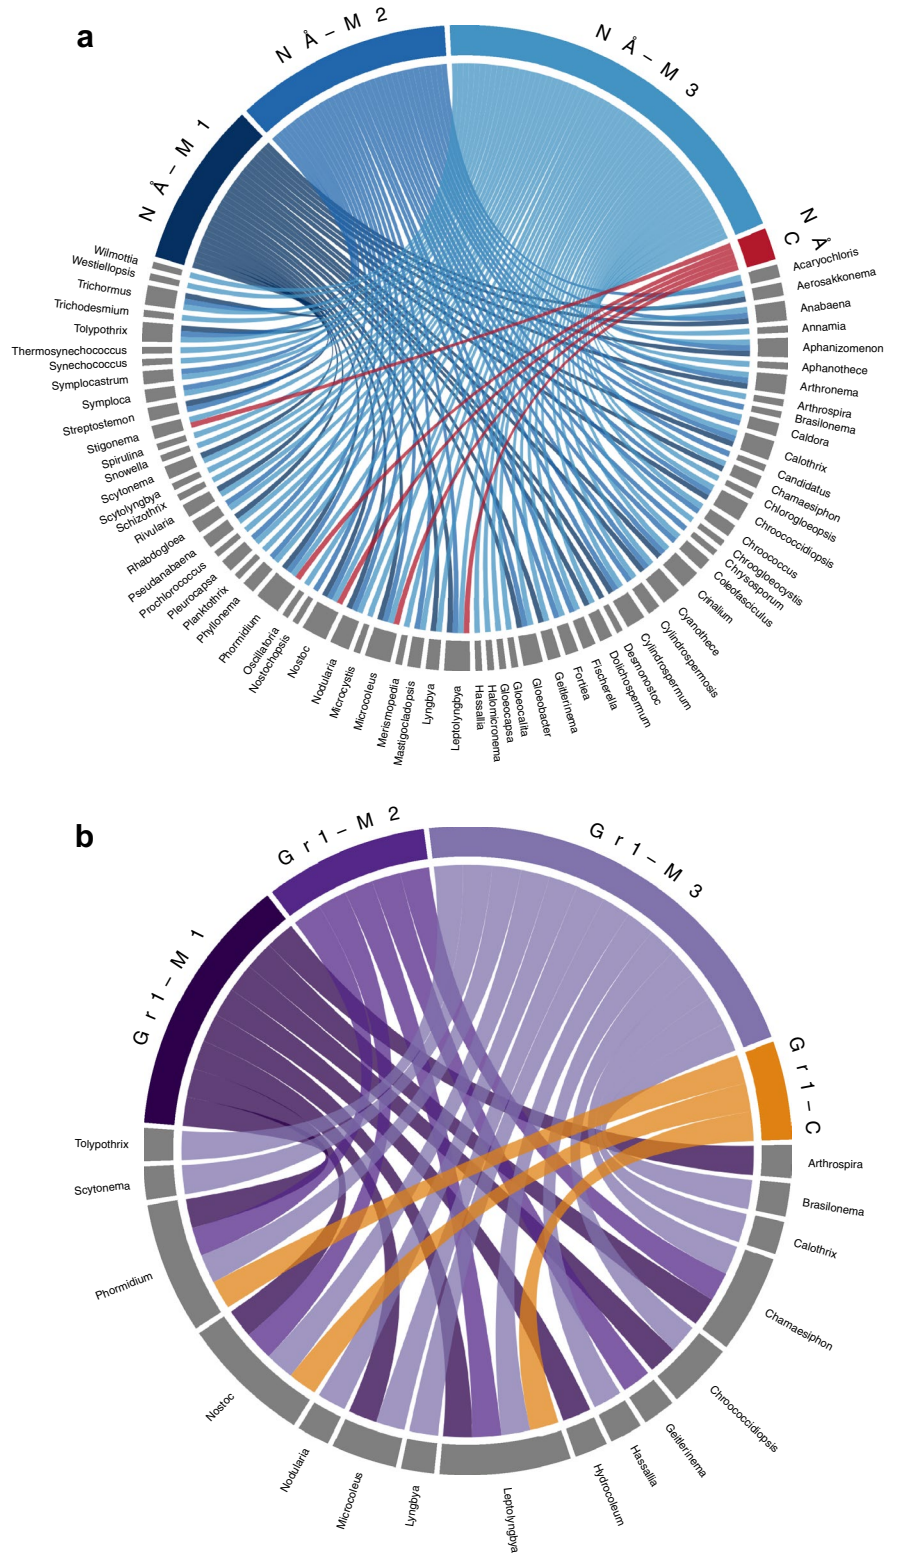 a
N Å – M 1
N Å – M 2
N Å – M 3
N Å
C
Acaryochloris
Aerosakkonema
Anabaena
Annamia
Aphanizomenon
Aphanothece
Arthronema
Arthrospira
Brasilonema
Caldora
Calothrix
Candidatus
Chamaesiphon
Chlorogloeopsis
Chroococcidiopsis
Chroococcus
Chroogloeocystis
Chrysosporum
Coleofasciculus
Crinalium
Cyanothece
Cylindrospermosis
Cylindrospermum
Desmonostoc
Dolichospermum
Fischerella
Fortiea
Geitlerinema
Gloeobacter
Gloeocalita
Gloeocapsa
Halomicronema
Hassallia
Leptolyngbya
Lyngbya
Mastigocladopsis
Merismopedia
Microcoleus
Microcystis
Nodularia
Nostoc
Nostochopsis
Oscillatoria
Phormidium
Phyllonema
Planktothrix
Pleurocapsa
Prochlorococcus
Pseudanabaena
Rhabdogloea
Rivularia
Schizothrix
Scytolyngbya
Scytonema
Snowella
Spirulina
Stigonema
Streptostemon
Symploca
Symplocastrum
Synechococcus
Thermosynechococcus
Tolypothrix
Trichodesmium
Trichormus
Westiellopsis
Wilmottia
b
G r 1 – M 1
G r 1 – M 2
G r 1 – M 3
G r 1 – C
Arthrospira
Brasilonema
Calothrix
Chamaesiphon
Chroococcidiopsis
Geitlerinema
Hassallia
Hydrocoleum
Leptolyngbya
Lyngbya
Microcoleus
Nodularia
Nostoc
Phormidium
Scytonema
Tolypothrix